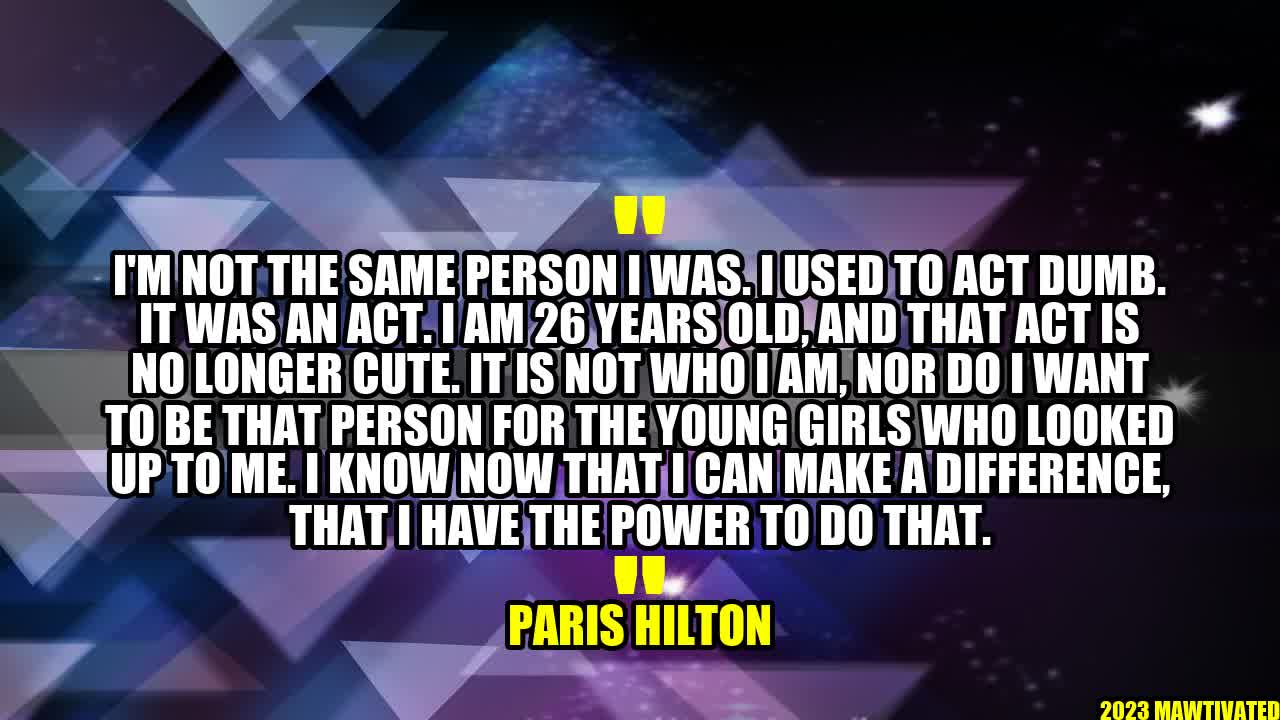 "
I'M NOT THE SAME PERSON I WAS. I USED TO ACT DUMB.
IT WAS AN ACT. I AM 26 YEARS OLD, AND THAT ACT IS
NO LONGER CUTE. IT IS NOT WHO I AM, NOR DO I WANT
TO BE THAT PERSON FOR THE YOUNG GIRLS WHO LOOKED
UP TO ME. I KNOW NOW THAT I CAN MAKE A DIFFERENCE,
THAT I HAVE THE POWER TO DO THAT.
"
PARIS HILTON
2023 MAWTIVATED